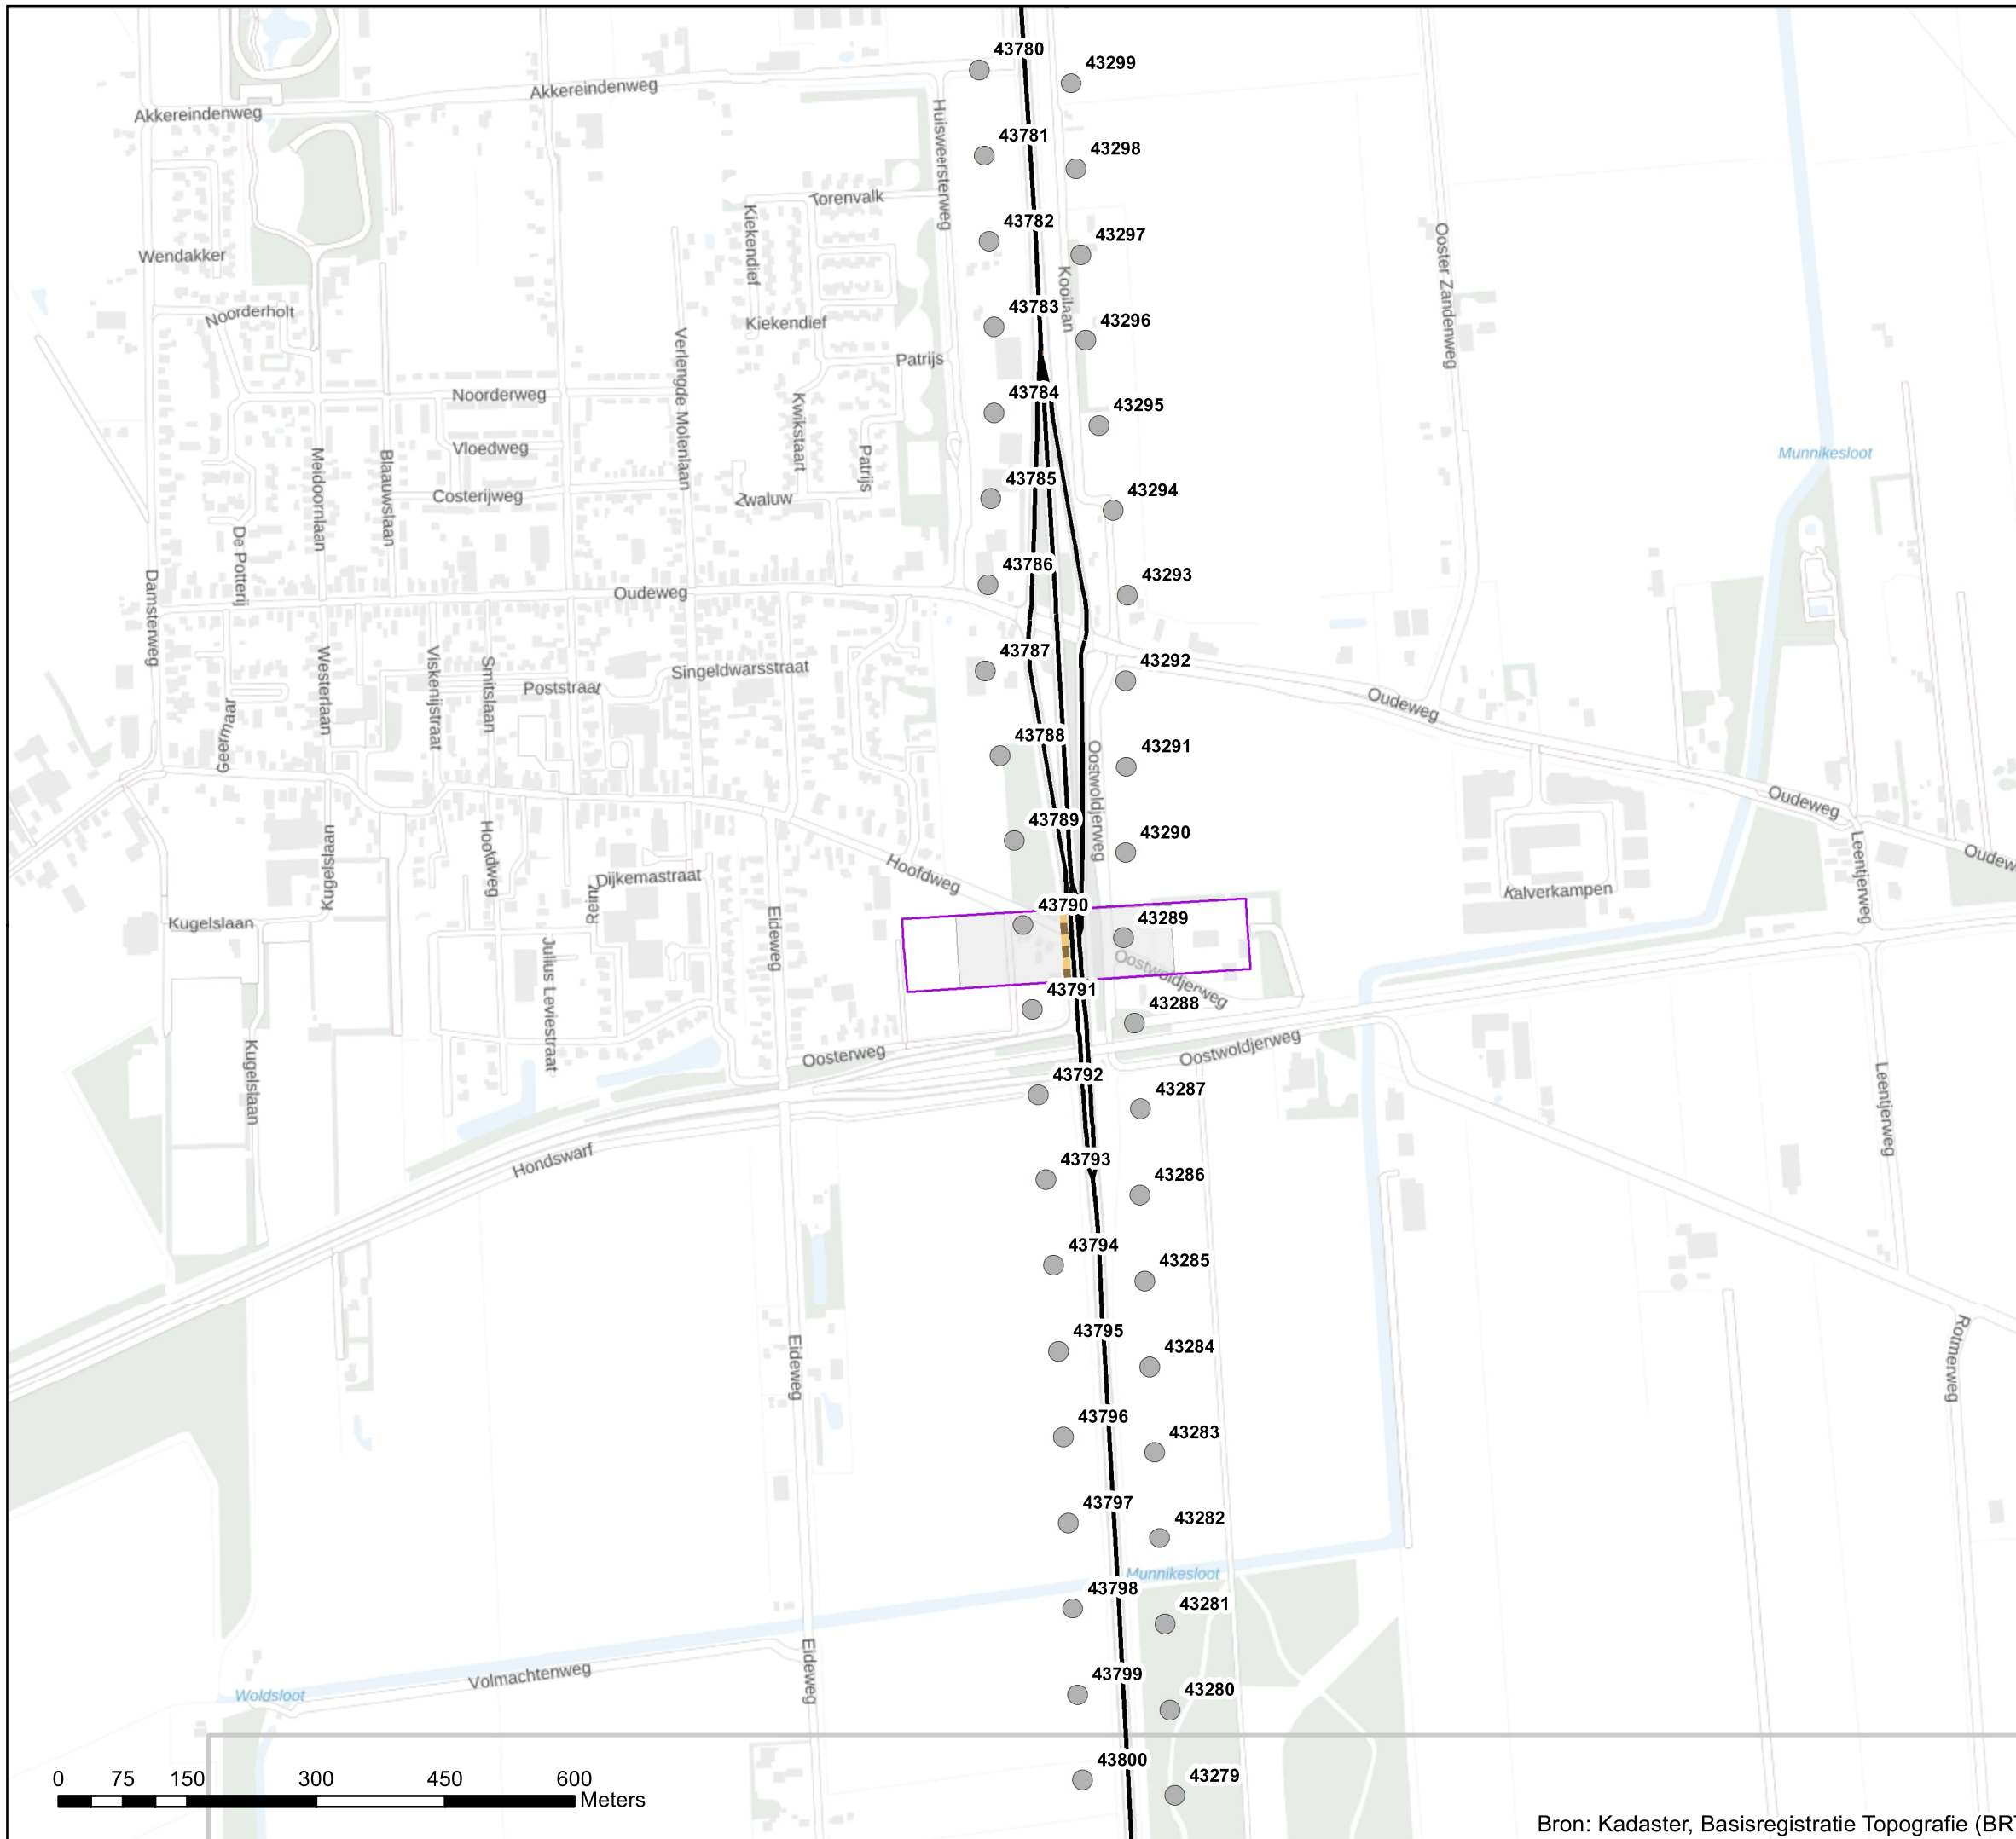 43780
43299
Akkereindenweg
Akkereindenweg
Huisweersterweg
43781
43298
Torenvalk
Kiekendief
43782
43297
Ooster Zandenweg
Wendakker
Kooilaan
Noorderholt
43783
43296
Kiekendief
Patrijs
Verlengde Molenlaan
Noorderweg
43784
43295
Kwikstaart
Meidoornlaan
Blaauwslaan
Vloedweg
Patrijs
Munnikesloot
43785
43294
Costerijweg
Zwaluw
De Potterij
43786
43293
Damsterweg
Oudeweg
Westerlaan
Viskenijstraat
Smitslaan
Singeldwarsstraat
43787
43292
Poststraat
Geermaar
Oudeweg
43788
43291
Oostwoldjerweg
Oudeweg
43789
43290
Kugelslaan
Hoofdweg
Hoofdweg
Leentjerweg
Dijkemastraat
Kalverkampen
43790
43289
Kugelslaan
Eideweg
Julius Leviestraat
Oostwoldjerweg
43791
43288
Kugelslaan
Oosterweg
Oostwoldjerweg
43792
43287
Leentjerweg
Hondswarf
43793
43286
43794
43285
43795
43284
Eideweg
Rotmerweg
43796
43283
43797
43282
Munnikesloot
43798
43281
Eideweg
Volmachtenweg
43799
43280
Woldsloot
43800
43279
0 75 150 300 450 600
Meters
Bron: Kadaster, Basisregistratie Topografie